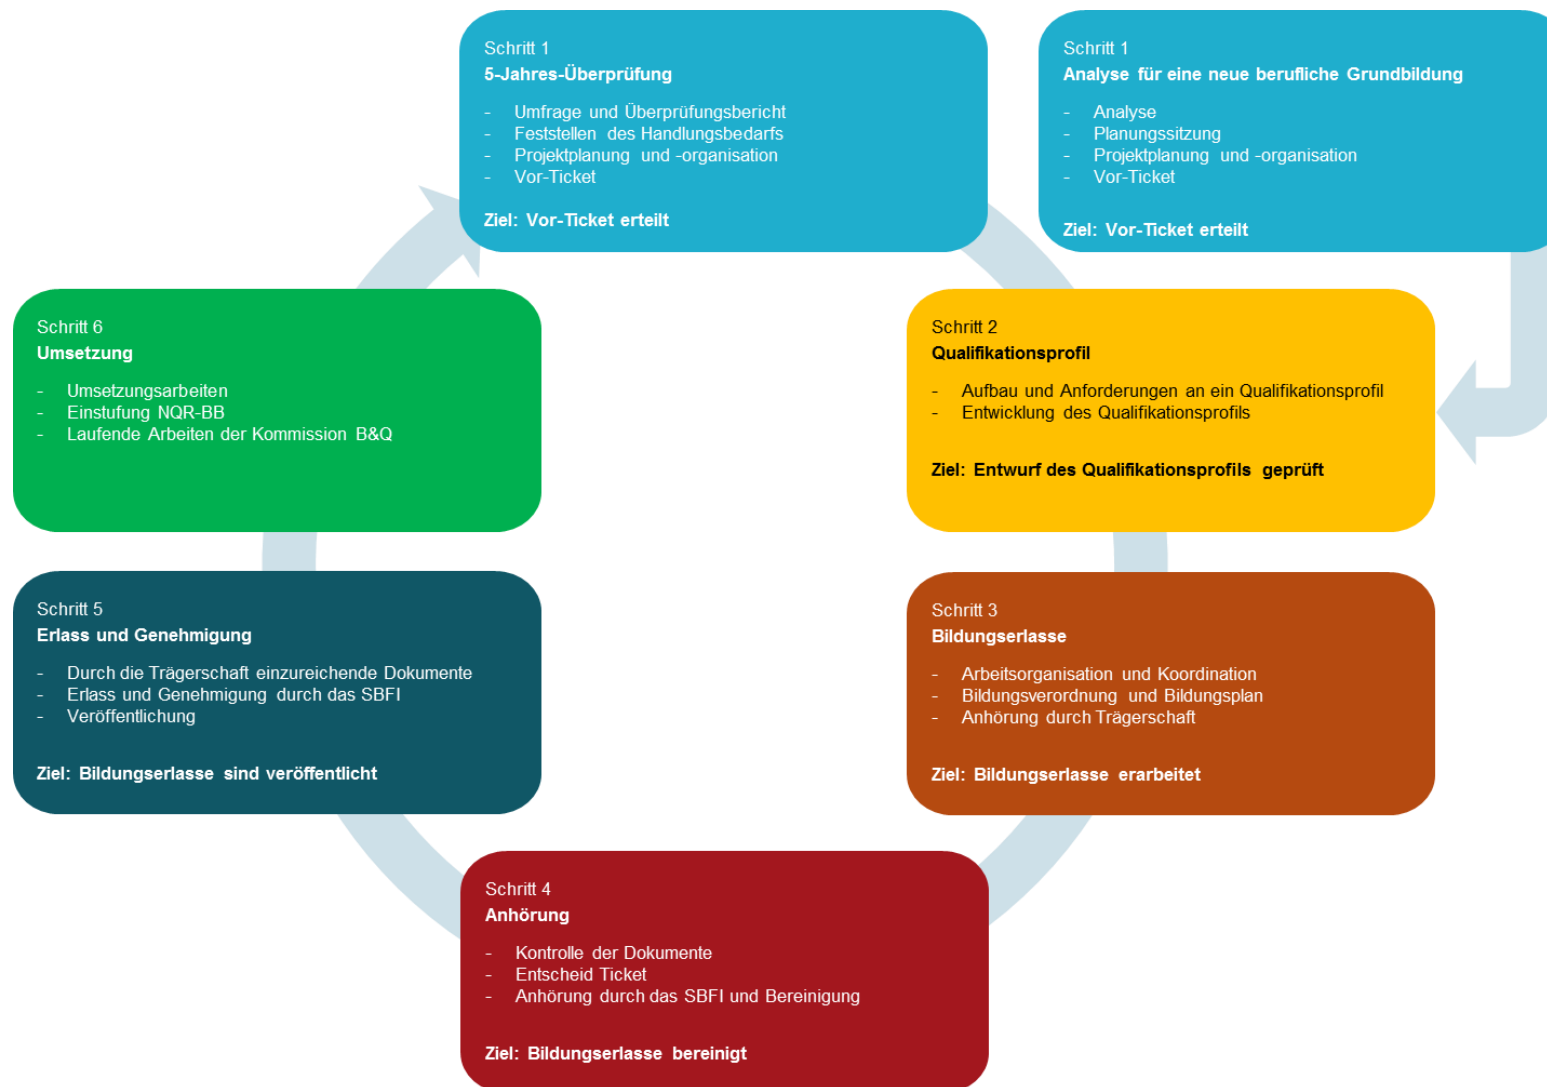 Schritt 1
5-Jahres-Überprüfung
- Umfrage und Überprüfungsbericht
- Feststellen des Handlungsbedarfs
- Projektplanung und -organisation
- Vor-Ticket
Ziel: Vor-Ticket erteilt
Schritt 1
Analyse für eine neue berufliche Grundbildung
- Analyse
- Planungssitzung
- Projektplanung und -organisation
- Vor-Ticket
Ziel: Vor-Ticket erteilt
Schritt 2
Qualifikationsprofil
- Aufbau und Anforderungen an ein Qualifikationsprofil
- Entwicklung des Qualifikationsprofils
Ziel: Entwurf des Qualifikationsprofils geprüft
Schritt 3
Bildungserlasse
- Arbeitsorganisation und Koordination
- Bildungsverordnung und Bildungsplan
- Anhörung durch Trägerschaft
Ziel: Bildungserlasse erarbeitet
Schritt 4
Anhörung
- Kontrolle der Dokumente
- Entscheid Ticket
- Anhörung durch das SBFI und Bereinigung
Ziel: Bildungserlasse bereinigt
Schritt 5
Erlass und Genehmigung
- Durch die Trägerschaft einzureichende Dokumente
- Erlass und Genehmigung durch das SBFI
- Veröffentlichung
Ziel: Bildungserlasse sind veröffentlicht
Schritt 6
Umsetzung
- Umsetzungsarbeiten
- Einstufung NQR-BB
- Laufende Arbeiten der Kommission B&Q